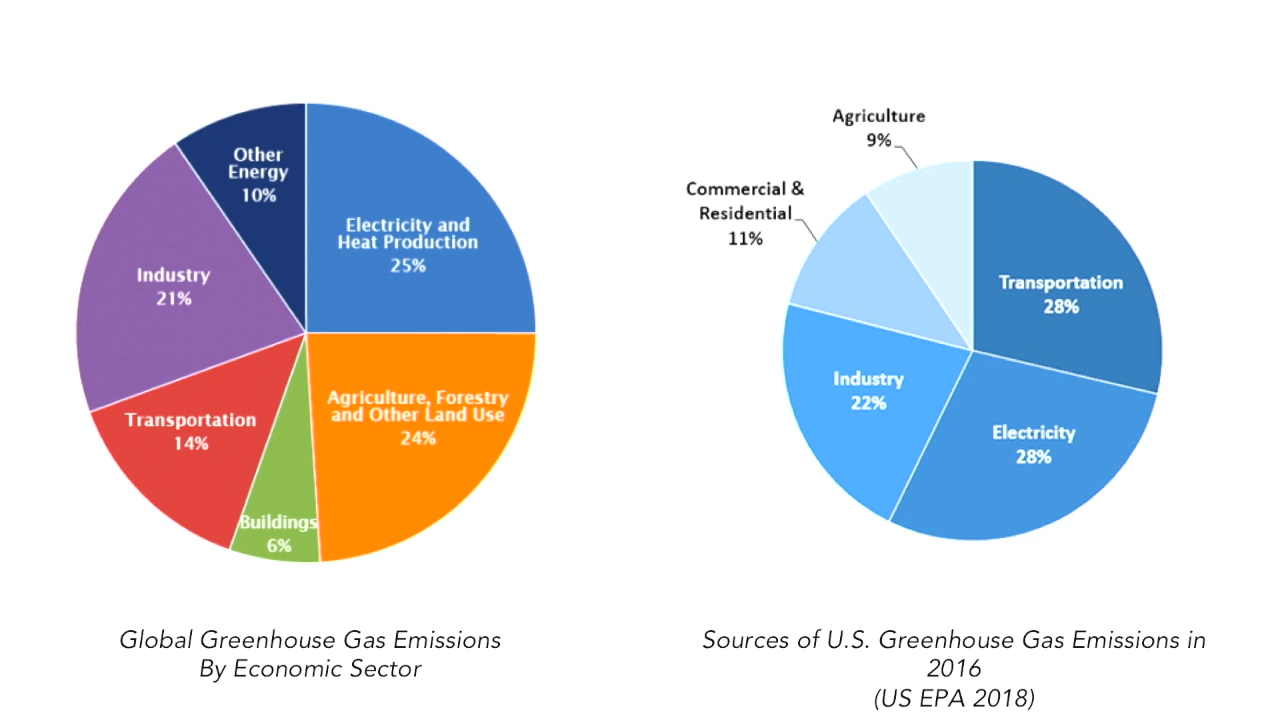 Other
Energy
10%
Electricity and
Heat Production
25%
Industry
21%
Agriculture, Forestry
and Other Land Use
24%
Transportation
14%
Buildings
6%
Global Greenhouse Gas Emissions
By Economic Sector
Agriculture
9%
Commercial &
Residential
11%
Transportation
28%
Industry
22%
Electricity
28%
Sources of U.S. Greenhouse Gas Emissions in
2016
(US EPA 2018)